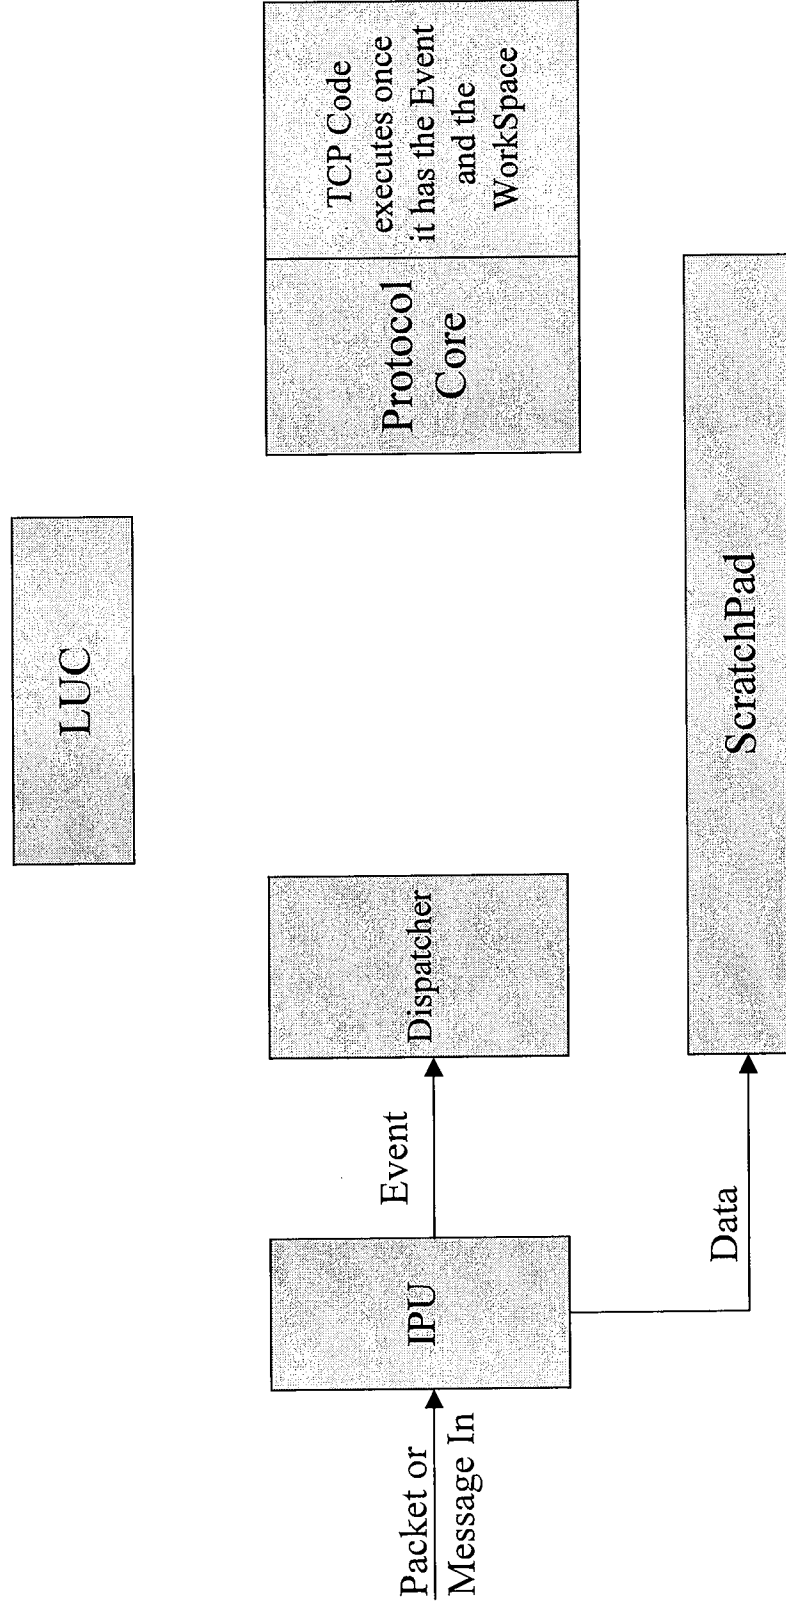 LUC
Packet or
Message In
IPU
Event
Dispatcher
Protocol
Core
TCP Code
executes once
it has the Event
and the
WorkSpace
Data
ScratchPad